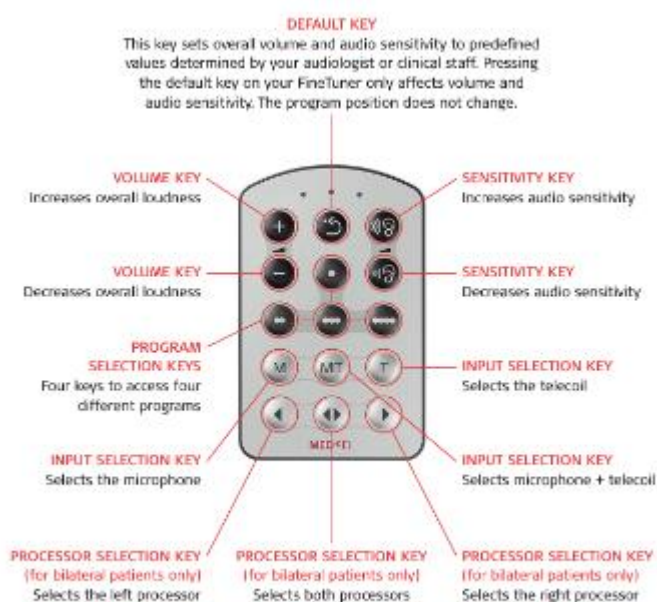 DEFAULT KEY
This key sets overall volume and audio sensitivity to predefined
values determined by your audiologist or clinical staff. Pressing
the default key on your FineTuner only affects volume and
audio sensitivity. The program position does not change.
VOLUME KEY
Increases overall loudness
SENSITIVITY KEY
Increases audio sensitivity
VOLUME KEY
Decreases overall loudness
SENSITIVITY KEY
Decreases audio sensitivity
PROGRAM
SELECTION KEYS
Four keys to access four
different programs
M
MT
T
INPUT SELECTION KEY
Selects the telecoil
MED-EL
INPUT SELECTION KEY
Selects the microphone
INPUT SELECTION KEY
Selects microphone + telecoil
PROCESSOR SELECTION KEY
(for bilateral patients only)
Selects the left processor
PROCESSOR SELECTION KEY
(for bilateral patients only)
Selects both processors
PROCESSOR SELECTION KEY
(for bilateral patients only)
Selects the right processor